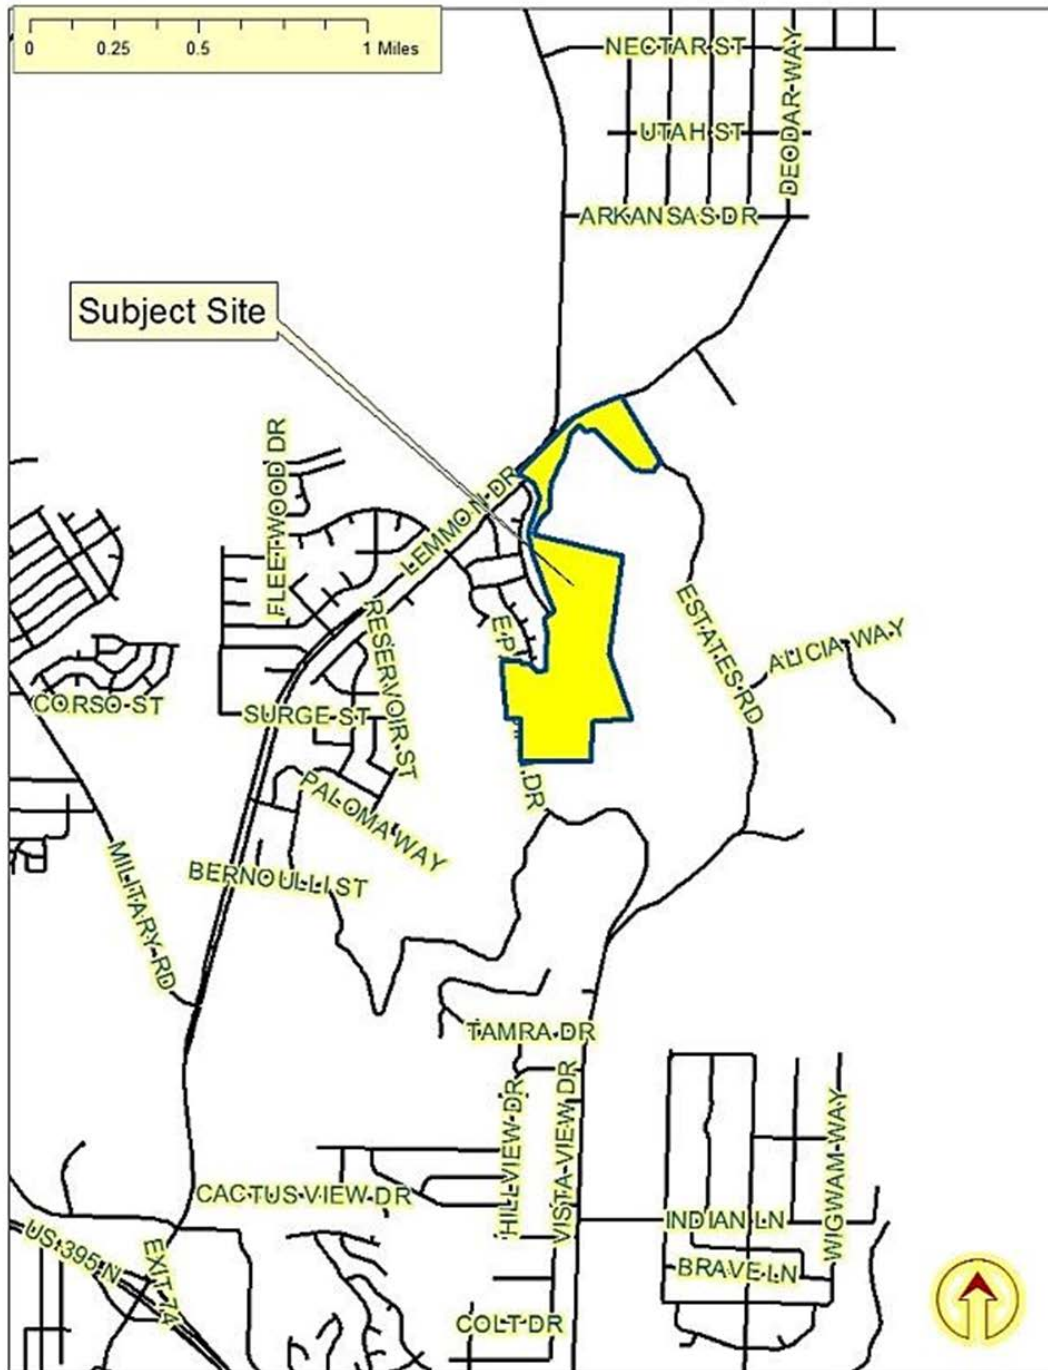 0 0.25 0.5 1 Miles
NECTAR ST
DEODAR WAY
UTAH ST
ARKANSAS DR
Subject Site
FLEETWOOD DR
LEMMON DR
ESTATES RD
ALICIA WAY
RESERVOIR ST
CORSO ST
SURGE ST
DR
PALOMA WAY
MILITARY RD
BERNOULLI ST
TAMRA DR
HILLVIEW DR
VISTA VIEW DR
WIGWAM WAY
CACTUS VIEW DR
INDIAN LN
US 395 N
EXIT 74
BRAVE LN
COLT DR